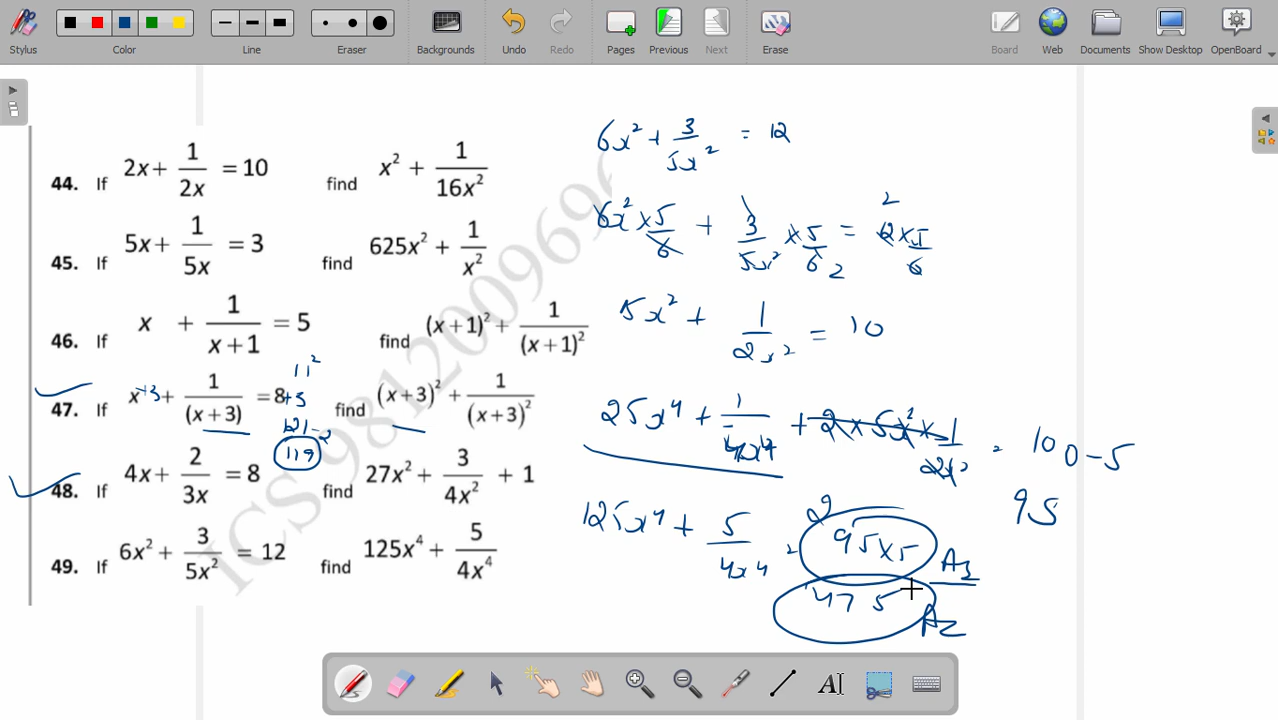 Stylus Color Line Eraser Backgrounds Undo Redo Pages Previous Next Erase Board Web Documents Show Desktop OpenBoard
44. If 2x + 1/2x = 10 find x² + 1/16x²
45. If 5x + 1/5x = 3 find 625x² + 1/x²
46. If x + 1/x+1 = 5 find (x+1)² + 1/(x+1)²
47. If x +3 + 1/(x+3) = 8+3 find (x+3)² + 1/(x+3)²
11²
121-2
119
48. If 4x + 2/3x = 8 find 27x² + 3/4x² + 1
49. If 6x² + 3/5x² = 12 find 125x⁴ + 5/4x⁴
ICS 9812009696
6x² + 3/5x² = 12
6x² × 5/6 + 3/5x² × 5/6 = 12 × 5/6
2
2
5x² + 1/2x² = 10
25x⁴ + 1/4x⁴ + 2 × 5x² × 1/2x² = 100 - 5
95
125x⁴ + 5/4x⁴ = 95 × 5
475
A2